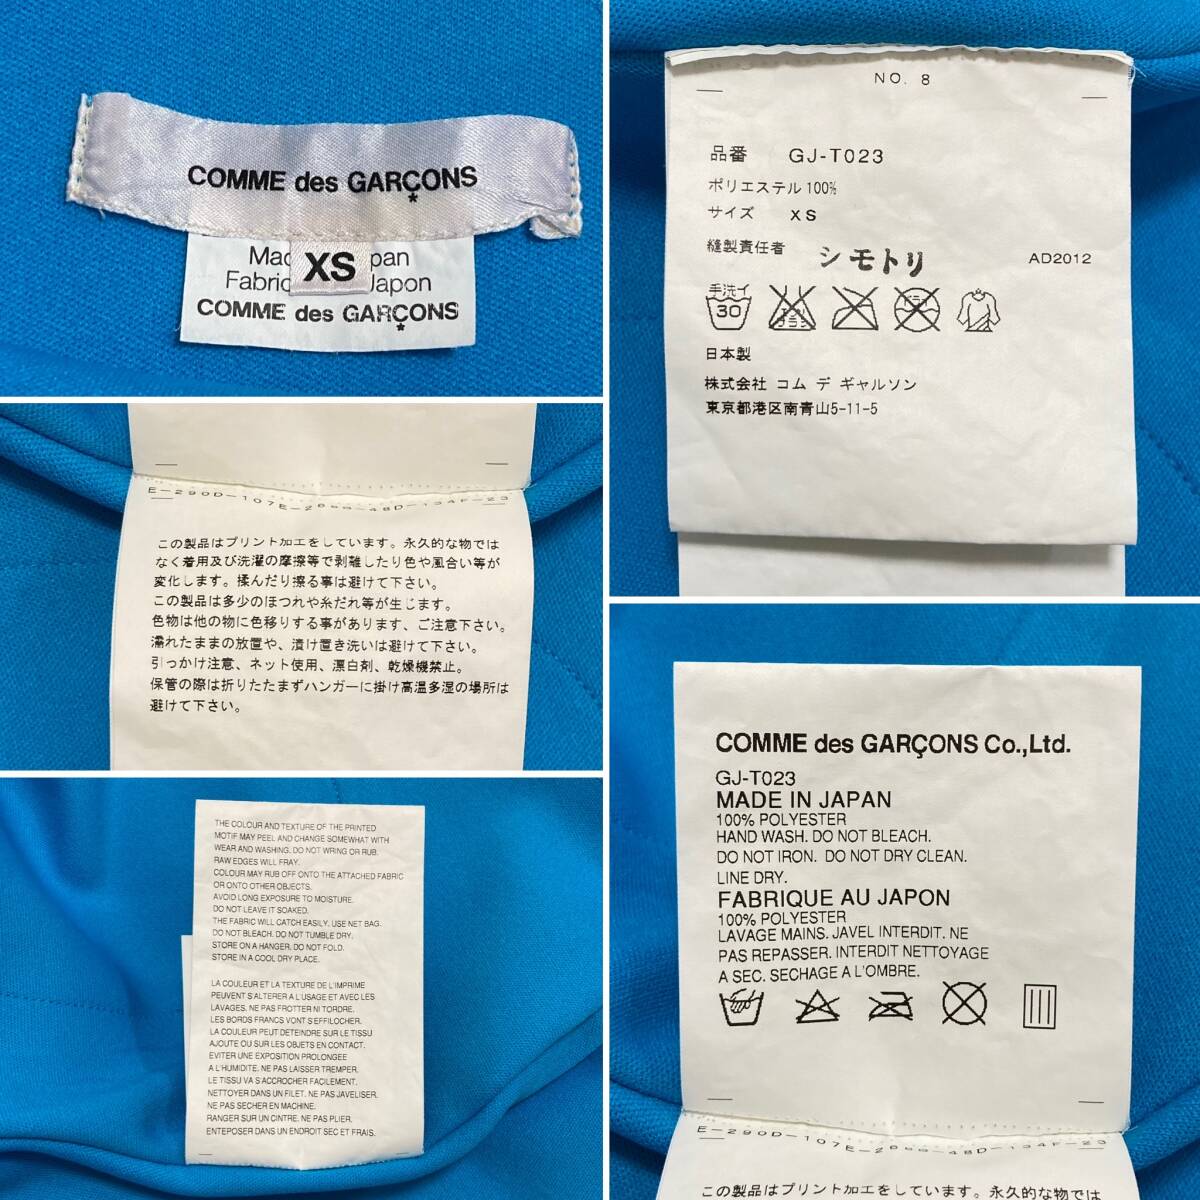 COMME des GARÇONS
XS
Fabric
Japon
COMME des GARÇONS
NO. 8
品番 GJ-T023
ポリエステル 100%
サイズ XS
縫製責任者 シモトリ AD2012
手洗イ
30
日本製
株式会社 コム デ ギャルソン
東京都港区南青山5-11-5
この製品はプリント加工をしています。永久的な物では
なく着用及び洗濯の摩擦等で剥離したり色や風合い等が
変化します。揉んだり擦る事は避けて下さい。
この製品は多少のほつれや糸だれ等が生じます。
色物は他の物に色移りする事があります、ご注意下さい。
濡れたままの放置や、漬け置き洗いは避けて下さい。
引っかけ注意、ネット使用、漂白剤、乾燥機禁止。
保管の際は折りたたまずハンガーに掛け高温多湿の場所は
避けて下さい。
THE COLOUR AND TEXTURE OF THE PRINTED
MOTIF MAY PEEL AND CHANGE SOMEWHAT WITH
WEAR AND WASHING. DO NOT WRING OR RUB.
RAW EDGES WILL FRAY.
COLOUR MAY RUB OFF ONTO THE ATTACHED FABRIC
OR ONTO OTHER OBJECTS.
AVOID LONG EXPOSURE TO MOISTURE.
DO NOT LEAVE IT SOAKED.
THE FABRIC WILL CATCH EASILY. USE NET BAG.
DO NOT BLEACH. DO NOT TUMBLE DRY.
STORE ON A HANGER. DO NOT FOLD.
STORE IN A COOL DRY PLACE.
LA COULEUR ET LA TEXTURE DE L'IMPRIME
PEUVENT S'ALTERER A L'USAGE ET AVEC LES
LAVAGES. NE PAS FROTTER NI TORDRE.
LES BORDS FRANCS VONT S'EFFILOCHER.
LA COULEUR PEUT DETEINDRE SUR LE TISSU
AJOUTE OU SUR LES OBJETS EN CONTACT.
EVITER UNE EXPOSITION PROLONGEE
A L'HUMIDITE. NE PAS LAISSER TREMPER.
LE TISSU VA S'ACCROCHER FACILEMENT.
NETTOYER DANS UN FILET. NE PAS JAVELISER.
NE PAS SECHER EN MACHINE.
RANGER SUR UN CINTRE. NE PAS PLIER.
ENTEPOSER DANS UN ENDROIT SEC ET FRAIS.
COMME des GARÇONS Co.,Ltd.
GJ-T023
MADE IN JAPAN
100% POLYESTER
HAND WASH. DO NOT BLEACH.
DO NOT IRON. DO NOT DRY CLEAN.
LINE DRY.
FABRIQUE AU JAPON
100% POLYESTER
LAVAGE MAINS. JAVEL INTERDIT. NE
PAS REPASSER. INTERDIT NETTOYAGE
A SEC. SECHAGE A L'OMBRE.
この製品はプリント加工をしています。永久的な物では